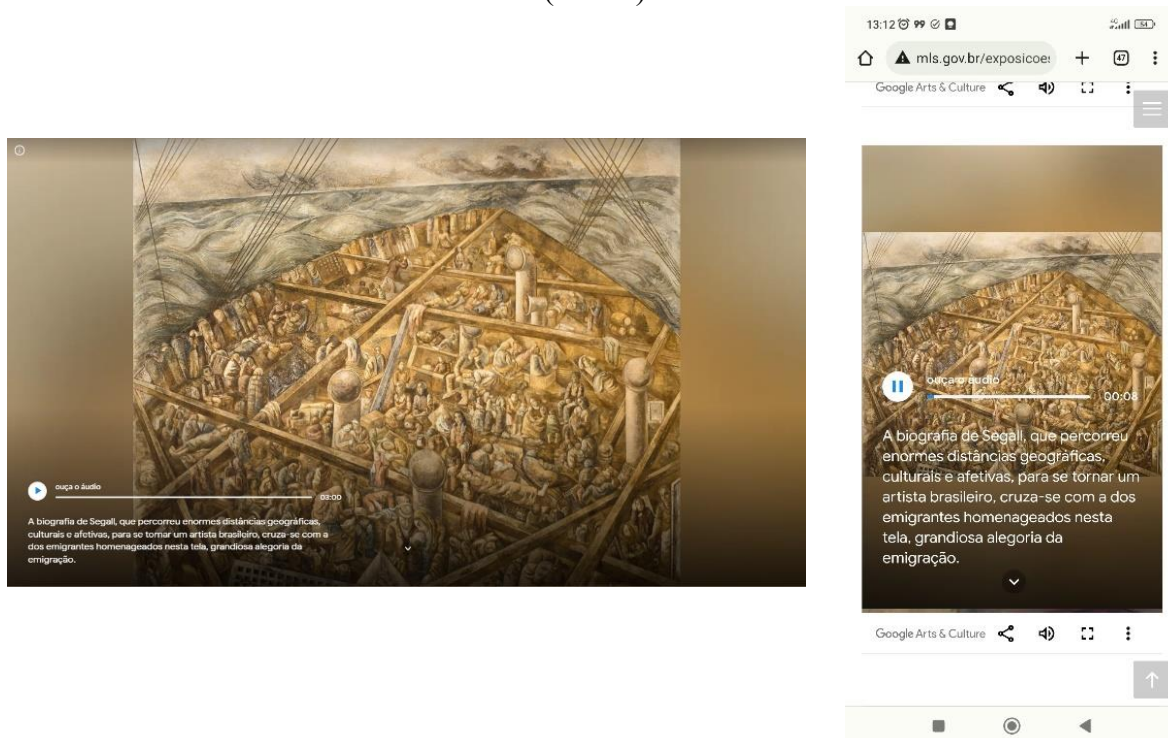 ouça o áudio
03:00
A biografia de Segall, que percorreu enormes distâncias geográficas,
culturais e afetivas, para se tornar um artista brasileiro, cruza-se com a
dos emigrantes homenageados nesta tela, grandiosa alegoria da
emigração.
13:12
54
mls.gov.br/exposicoes
47
Google Arts & Culture
ouça o áudio
00:08
A biografia de Segall, que percorreu
enormes distâncias geográficas,
culturais e afetivas, para se tornar um
artista brasileiro, cruza-se com a dos
emigrantes homenageados nesta
tela, grandiosa alegoria da
emigração.
Google Arts & Culture